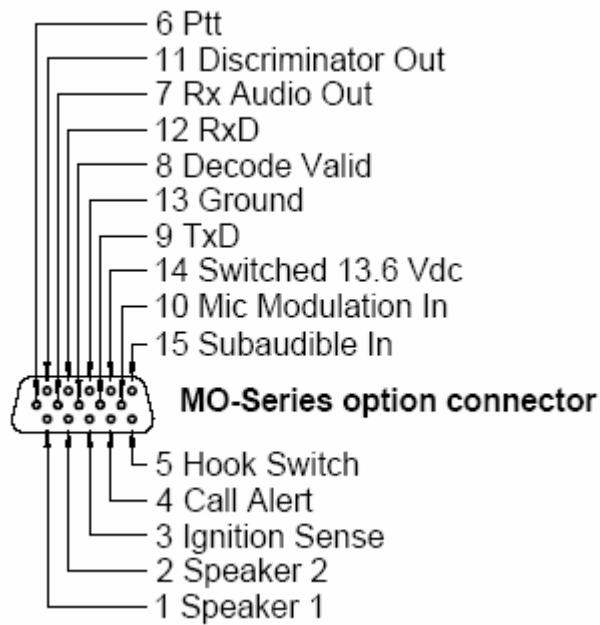 6 Ptt
11 Discriminator Out
7 Rx Audio Out
12 RxD
8 Decode Valid
13 Ground
9 TxD
14 Switched 13.6 Vdc
10 Mic Modulation In
15 Subaudible In
MO-Series option connector
5 Hook Switch
4 Call Alert
3 Ignition Sense
2 Speaker 2
1 Speaker 1